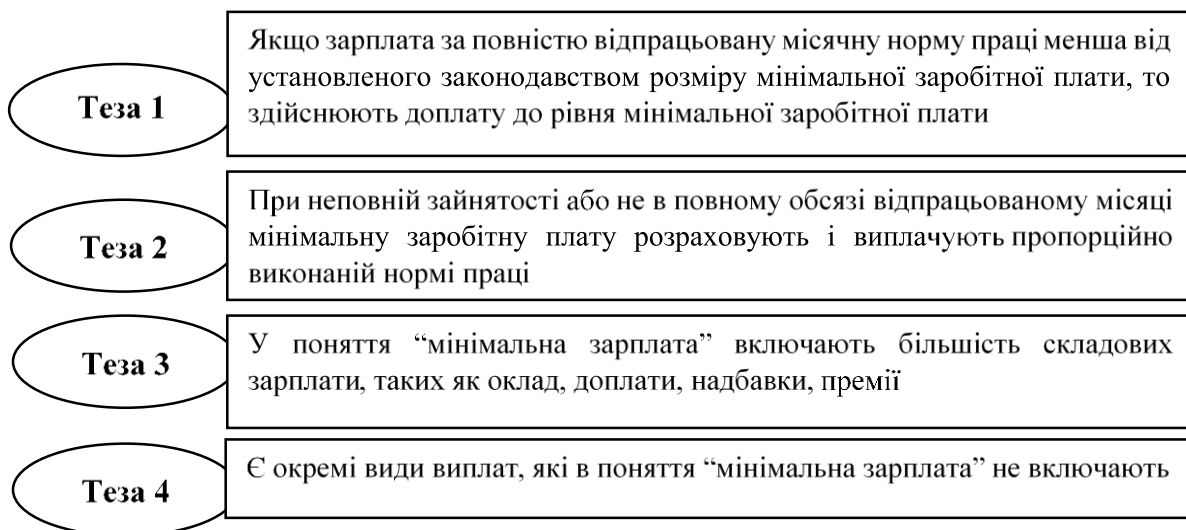 Теза 1
Якщо зарплата за повністю відпрацьовану місячну норму праці менша від
установленого законодавством розміру мінімальної заробітної плати, то
здійснюють доплату до рівня мінімальної заробітної плати
Теза 2
При неповній зайнятості або не в повному обсязі відпрацьованому місяці
мінімальну заробітну плату розраховують і виплачують пропорційно
виконаній нормі праці
Теза 3
У поняття “мінімальна зарплата” включають більшість складових
зарплати, таких як оклад, доплати, надбавки, премії
Теза 4
Є окремі види виплат, які в поняття “мінімальна зарплата” не включають